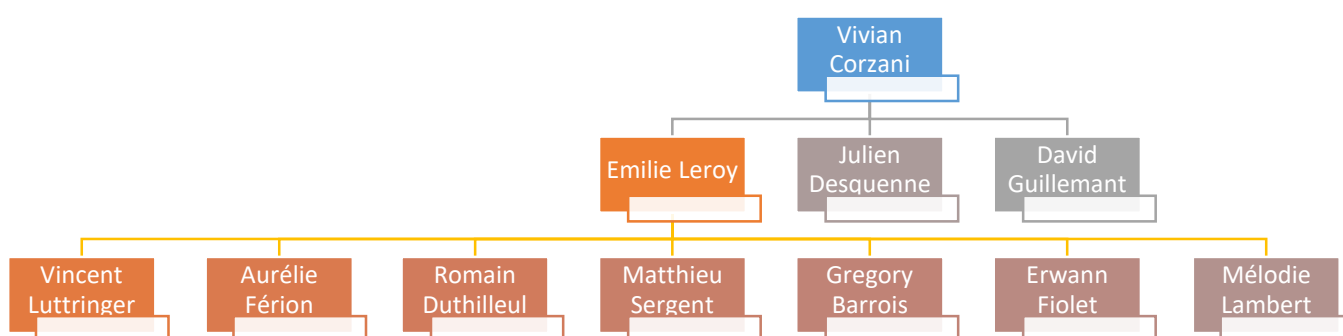 Vivian
Corzani
Emilie Leroy
Julien
Desquenne
David
Guillemant
Vincent
Luttringer
Aurélie
Férion
Romain
Duthilleul
Matthieu
Sergent
Gregory
Barrois
Erwann
Fiolet
Mélodie
Lambert